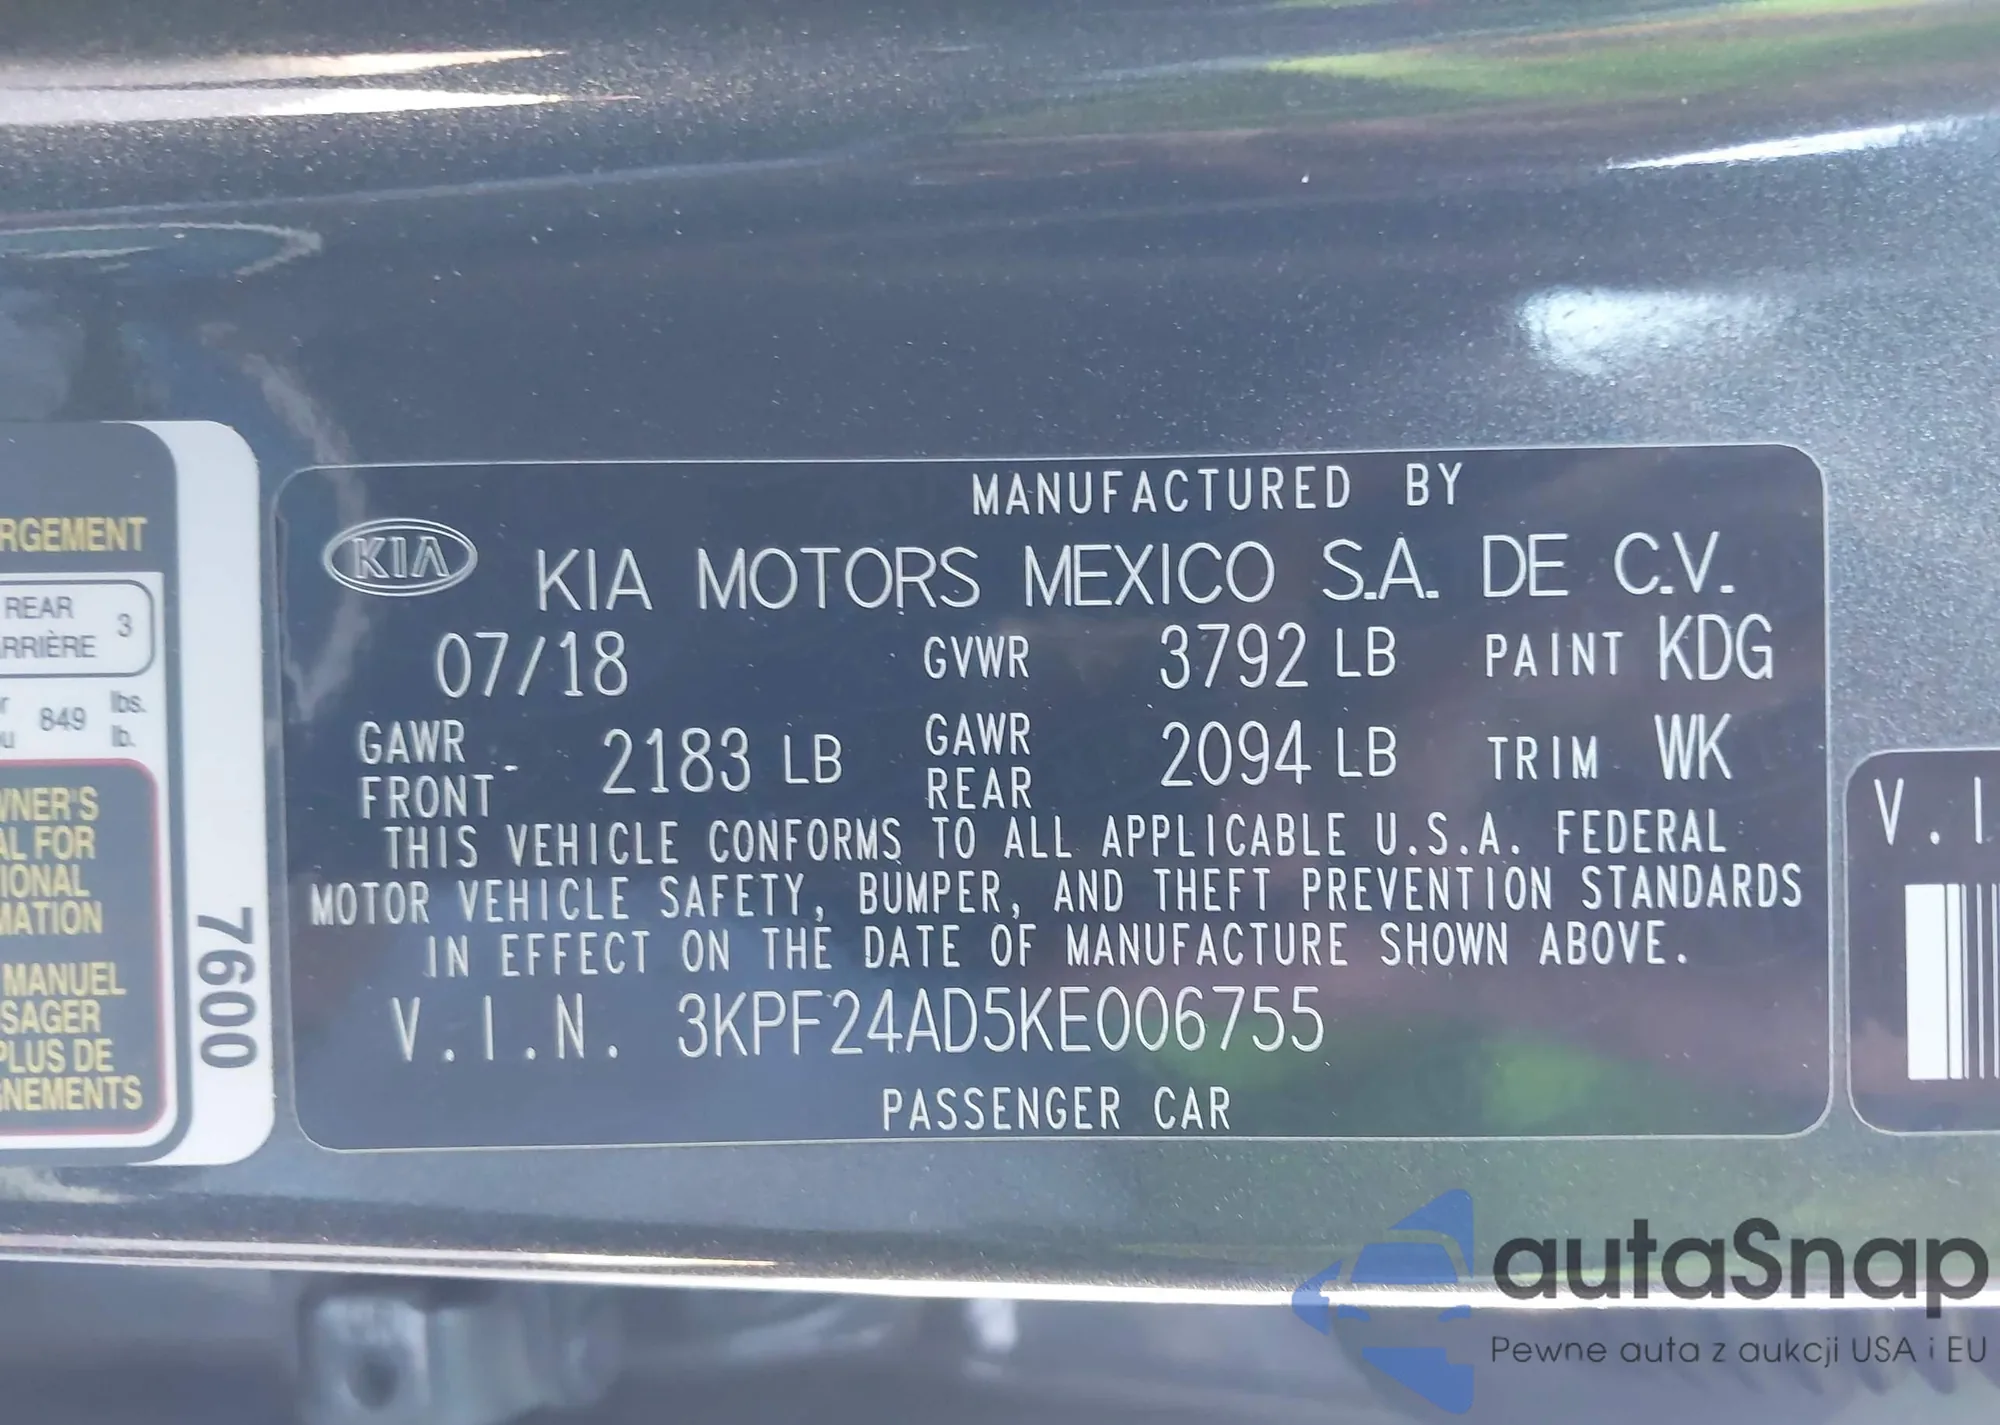 RGEMENT
REAR
RRIÈRE
3
849
lbs.
lb.
WNER'S
AL FOR
IONAL
MATION
MANUEL
SAGER
PLUS DE
GNEMENTS
7600
MANUFACTURED BY
KIA
KIA MOTORS MEXICO S.A. DE C.V.
07/18 GVWR 3792 LB PAINT KDG
GAWR FRONT 2183 LB GAWR REAR 2094 LB TRIM WK
THIS VEHICLE CONFORMS TO ALL APPLICABLE U.S.A. FEDERAL
MOTOR VEHICLE SAFETY, BUMPER, AND THEFT PREVENTION STANDARDS
IN EFFECT ON THE DATE OF MANUFACTURE SHOWN ABOVE.
V.I.N. 3KPF24AD5KE006755
PASSENGER CAR
V.I
autaSnap
Pewne auta z aukcji USA i EU